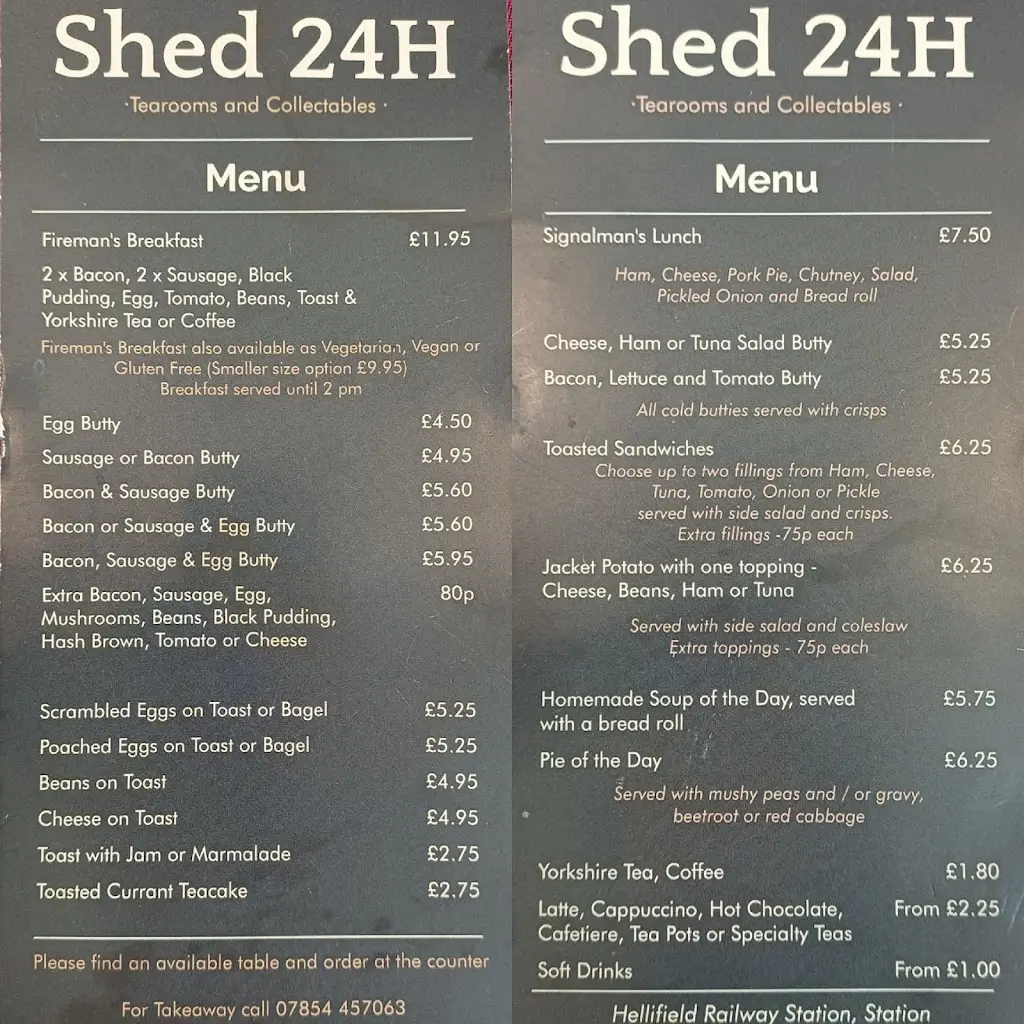 Shed 24H
·Tearooms and Collectables ·
Menu
Fireman's Breakfast £11.95
2 x Bacon, 2 x Sausage, Black
Pudding, Egg, Tomato, Beans, Toast &
Yorkshire Tea or Coffee
Fireman's Breakfast also available as Vegetarian, Vegan or
Gluten Free (Smaller size option £9.95)
Breakfast served until 2 pm
Egg Butty £4.50
Sausage or Bacon Butty £4.95
Bacon & Sausage Butty £5.60
Bacon or Sausage & Egg Butty £5.60
Bacon, Sausage & Egg Butty £5.95
Extra Bacon, Sausage, Egg, 80p
Mushrooms, Beans, Black Pudding,
Hash Brown, Tomato or Cheese
Scrambled Eggs on Toast or Bagel £5.25
Poached Eggs on Toast or Bagel £5.25
Beans on Toast £4.95
Cheese on Toast £4.95
Toast with Jam or Marmalade £2.75
Toasted Currant Teacake £2.75
Please find an available table and order at the counter
For Takeaway call 07854 457063
Shed 24H
·Tearooms and Collectables ·
Menu
Signalman's Lunch £7.50
Ham, Cheese, Pork Pie, Chutney, Salad,
Pickled Onion and Bread roll
Cheese, Ham or Tuna Salad Butty £5.25
Bacon, Lettuce and Tomato Butty £5.25
All cold butties served with crisps
Toasted Sandwiches £6.25
Choose up to two fillings from Ham, Cheese,
Tuna, Tomato, Onion or Pickle
served with side salad and crisps.
Extra fillings -75p each
Jacket Potato with one topping - £6.25
Cheese, Beans, Ham or Tuna
Served with side salad and coleslaw
Extra toppings - 75p each
Homemade Soup of the Day, served £5.75
with a bread roll
Pie of the Day £6.25
Served with mushy peas and / or gravy,
beetroot or red cabbage
Yorkshire Tea, Coffee £1.80
Latte, Cappuccino, Hot Chocolate, From £2.25
Cafetiere, Tea Pots or Specialty Teas
Soft Drinks From £1.00
Hellifield Railway Station, Station